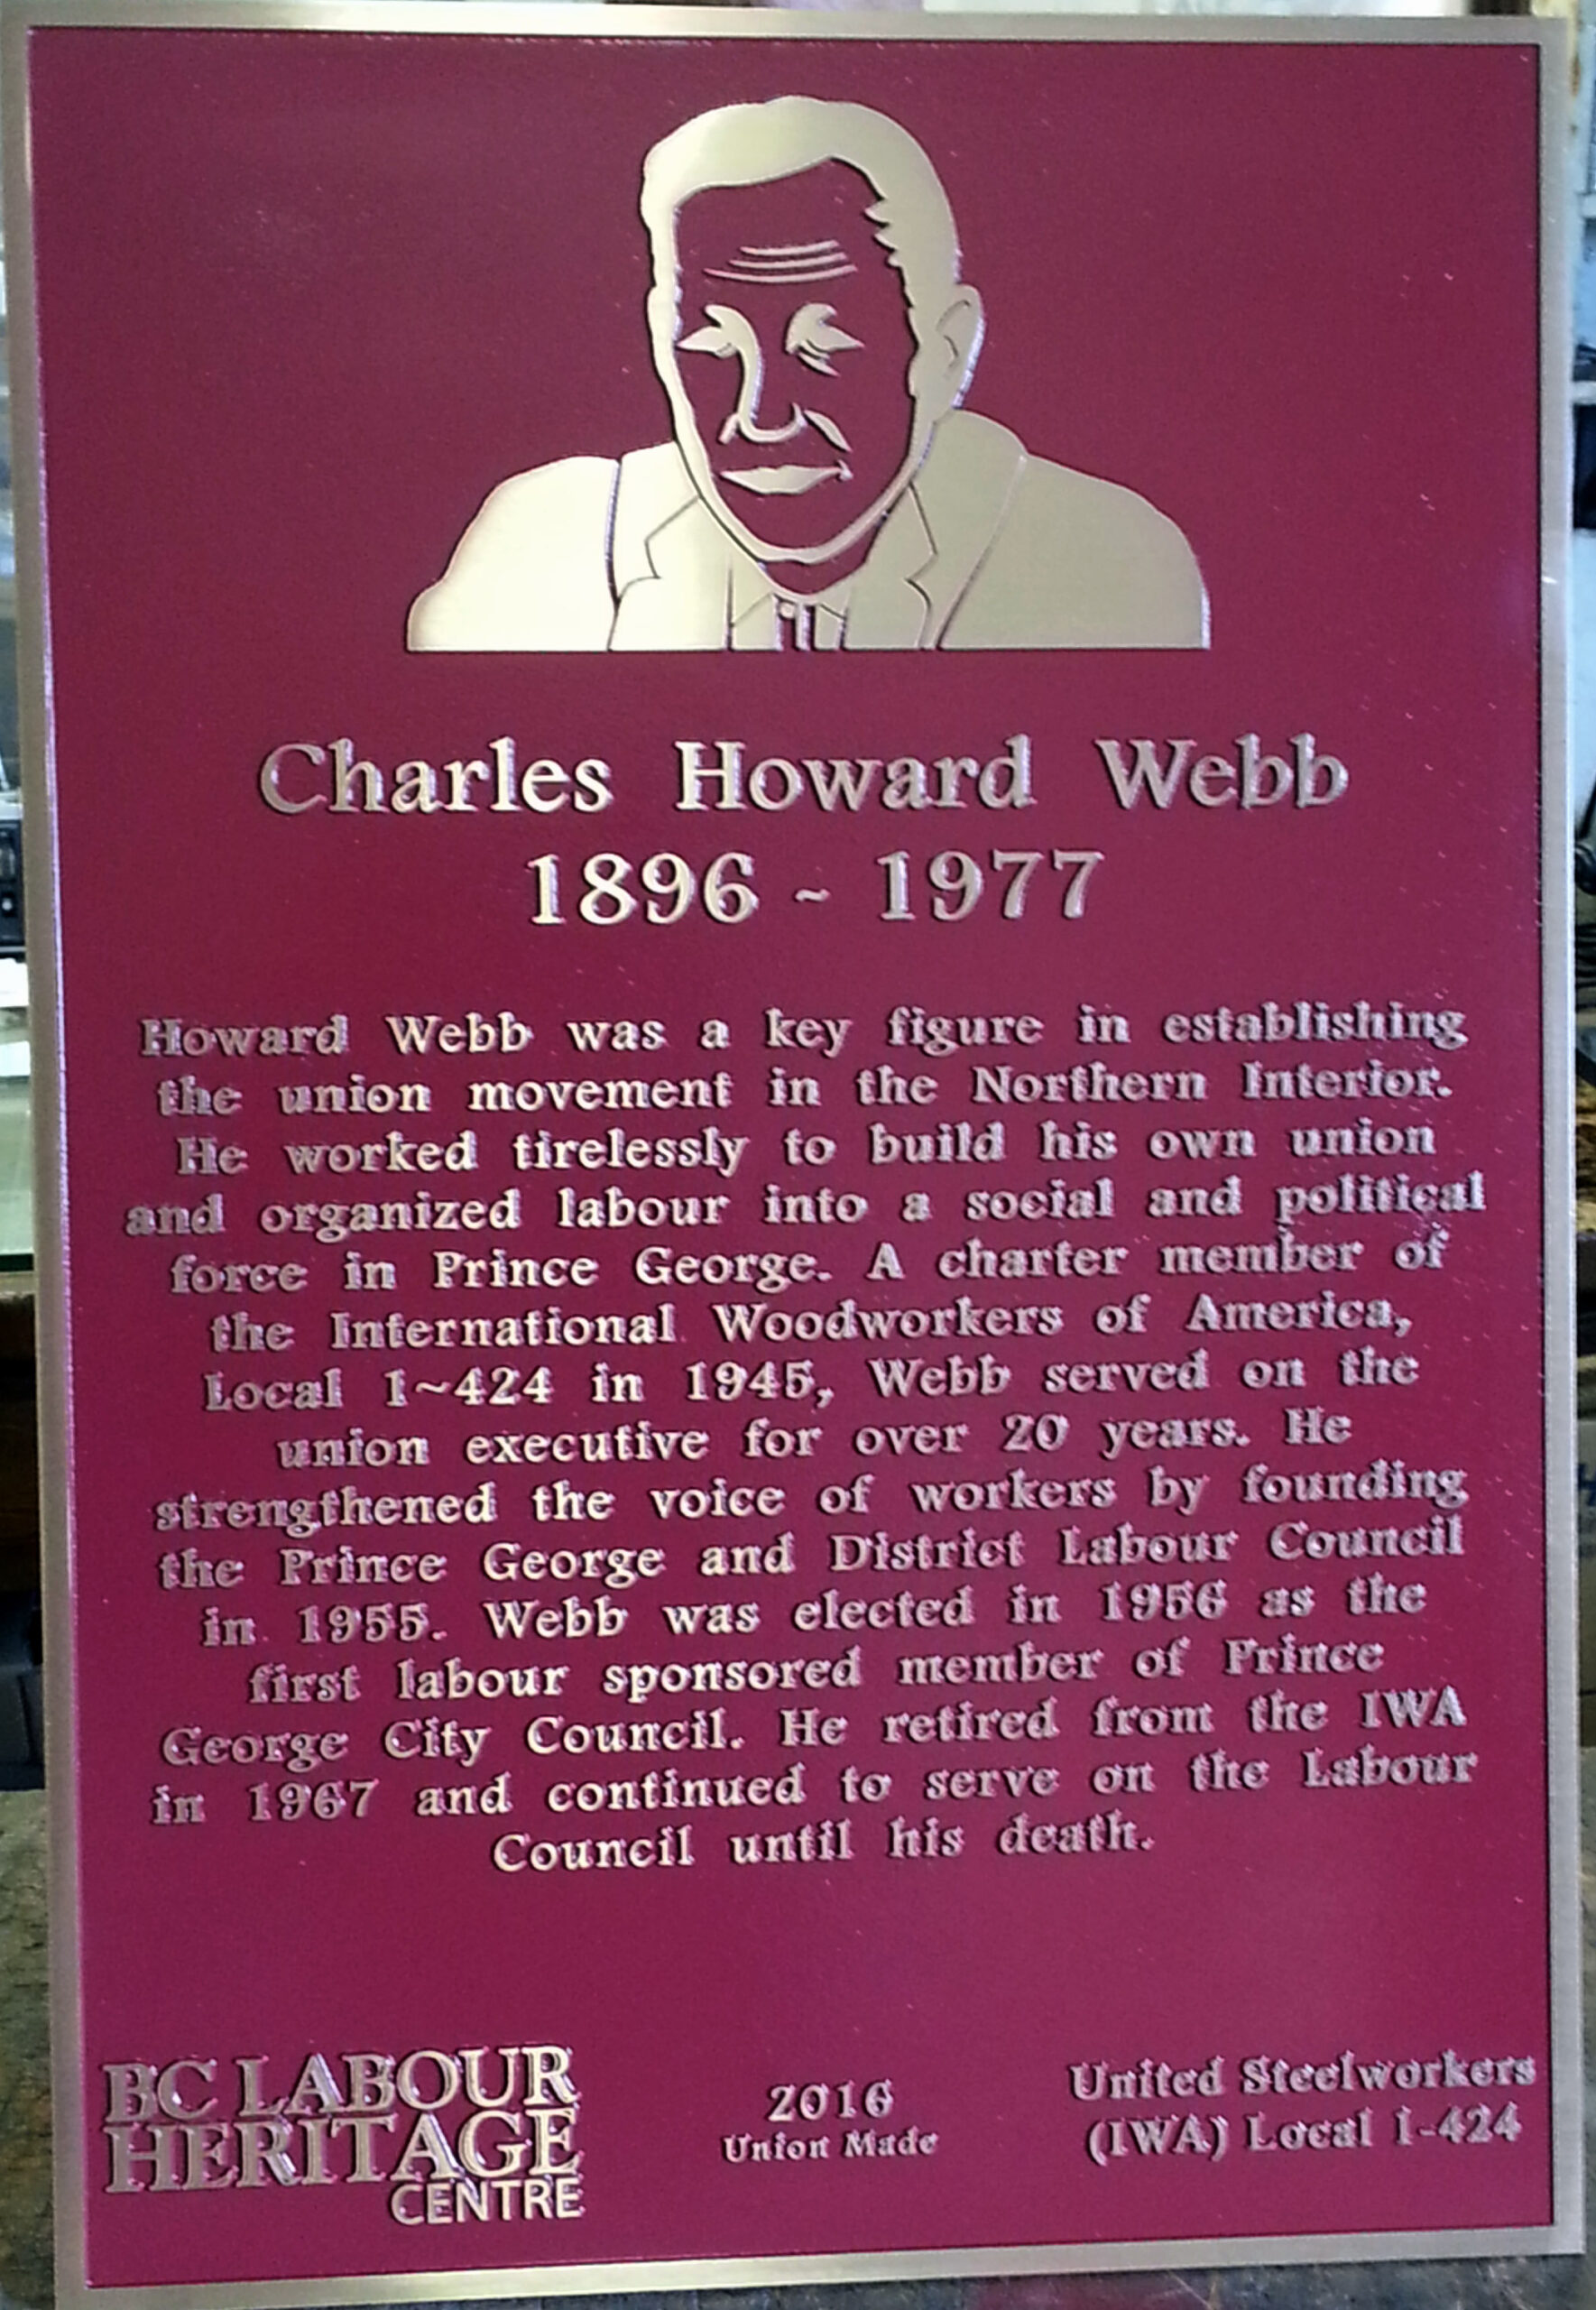 Charles Howard Webb
1896 - 1977
Howard Webb was a key figure in establishing
the union movement in the Northern Interior.
He worked tirelessly to build his own union
and organized labour into a social and political
force in Prince George. A charter member of
the International Woodworkers of America,
Local 1~424 in 1945, Webb served on the
union executive for over 20 years. He
strengthened the voice of workers by founding
the Prince George and District Labour Council
in 1955. Webb was elected in 1956 as the
first labour sponsored member of Prince
George City Council. He retired from the IWA
in 1967 and continued to serve on the Labour
Council until his death.
BC LABOUR
HERITAGE
CENTRE
2016
Union Made
United Steelworkers
(IWA) Local 1-424